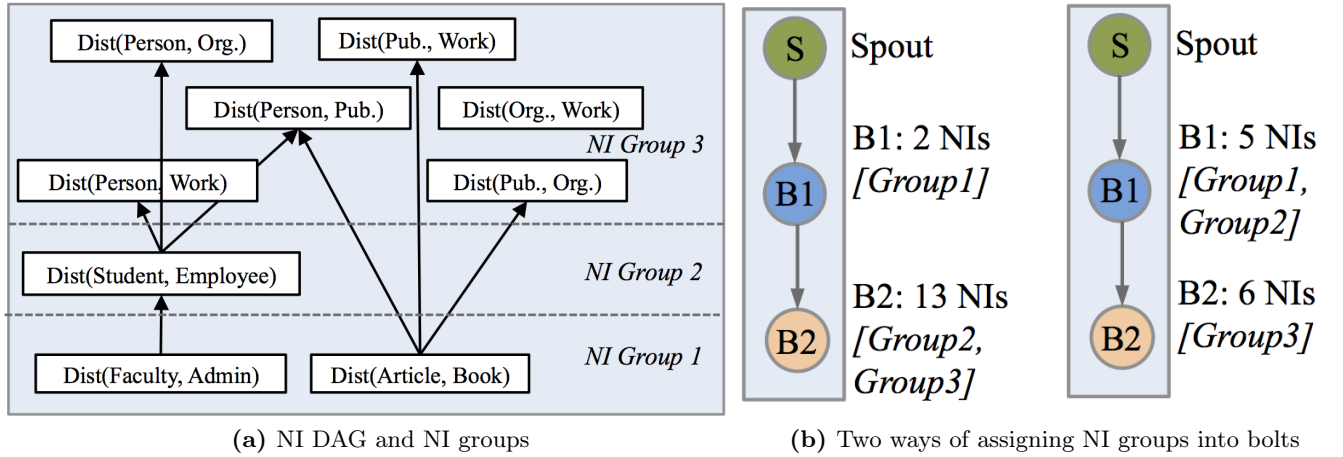 Dist(Person, Org.)
Dist(Pub., Work)
Dist(Person, Pub.)
Dist(Org., Work)
NI Group 3
Dist(Person, Work)
Dist(Pub., Org.)
Dist(Student, Employee)
NI Group 2
NI Group 1
Dist(Faculty, Admin)
Dist(Article, Book)
(a) NI DAG and NI groups
S
Spout
B1: 2 NIs
[Group1]
B1
B2: 13 NIs
[Group2,
Group3]
B2
S
Spout
B1: 5 NIs
[Group1,
Group2]
B1
B2: 6 NIs
[Group3]
B2
(b) Two ways of assigning NI groups into bolts